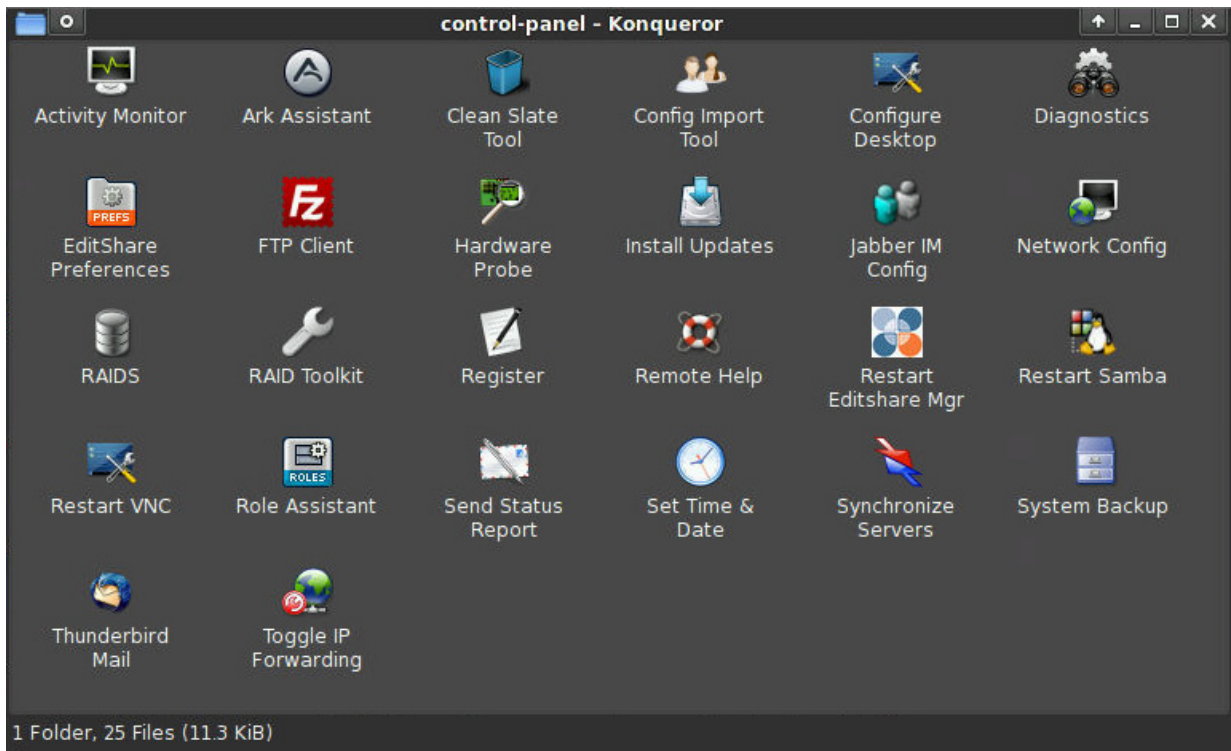 control-panel - Konqueror
Activity Monitor
Ark Assistant
Clean Slate
Tool
Config Import
Tool
Configure
Desktop
Diagnostics
PREFS
EditShare
Preferences
Fz
FTP Client
Hardware
Probe
Install Updates
Jabber IM
Config
Network Config
RAIDS
RAID Toolkit
Register
Remote Help
Restart
Editshare Mgr
Restart Samba
Restart VNC
ROLES
Role Assistant
Send Status
Report
Set Time &
Date
Synchronize
Servers
System Backup
Thunderbird
Mail
Toggle IP
Forwarding
1 Folder, 25 Files (11.3 KiB)